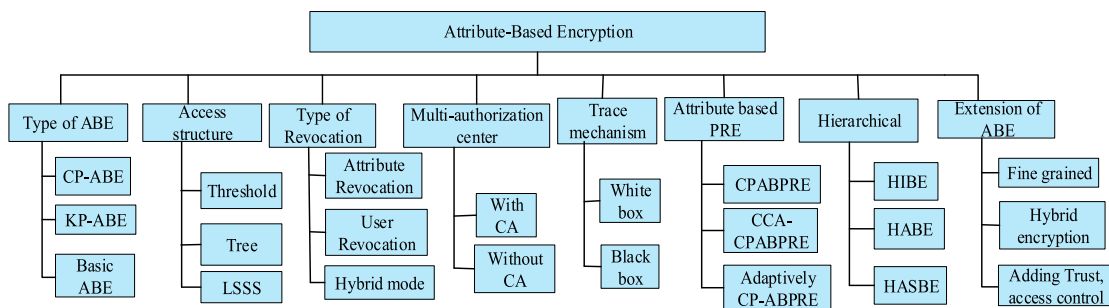 Attribute-Based Encryption
Type of ABE
CP-ABE
KP-ABE
Basic
ABE
Access
structure
Threshold
Tree
LSSS
Type of
Revocation
Attribute
Revocation
User
Revocation
Hybrid mode
Multi-authorization
center
With
CA
Without
CA
Trace
mechanism
White
box
Black
box
Attribute based
PRE
CPABPRE
CCA-
CPABPRE
Adaptively
CP-ABPRE
Hierarchical
HIBE
HABE
HASBE
Extension of
ABE
Fine grained
Hybrid
encryption
Adding Trust,
access control